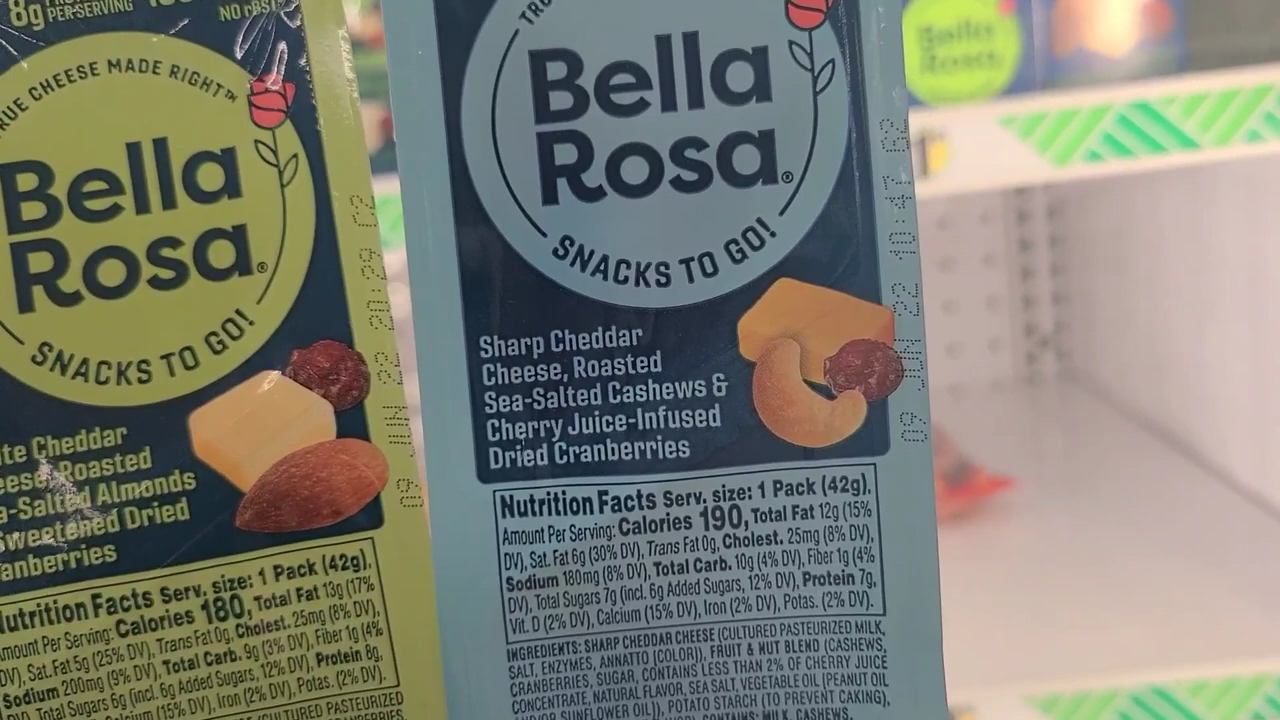 8g
PER SERVING
NO rBST
TRUE CHEESE MADE RIGHT™
Bella
Rosa®
SNACKS TO GO!
Cheddar
Roasted
Almonds
Sweetened Dried
Nutrition Facts Serv. size: 1 Pack (42g),
Amount Per Serving: Calories 180, Total Fat 13g (17%
DV), Sat. Fat 5g (25% DV), Trans Fat 0g, Cholest. 25mg (8% DV),
Sodium 200mg (9% DV), Total Carb. 9g (3% DV), Fiber 1g (4%
DV), Total Sugars 6g (incl. 6g Added Sugars, 12% DV), Protein 8g,
Calcium (15% DV), Iron (2% DV), Potas. (2% DV).
(CULTURED PASTEURIZED
JUN 22 20:29 C2
Bella
Rosa®
SNACKS TO GO!
Sharp Cheddar
Cheese, Roasted
Sea-Salted Cashews &
Cherry Juice-Infused
Dried Cranberries
Nutrition Facts Serv. size: 1 Pack (42g),
Amount Per Serving: Calories 190, Total Fat 12g (15%
DV), Sat. Fat 6g (30% DV), Trans Fat 0g, Cholest. 25mg (8% DV),
Sodium 180mg (8% DV), Total Carb. 10g (4% DV), Fiber 1g (4%
DV), Total Sugars 7g (incl. 6g Added Sugars, 12% DV), Protein 7g,
Vit. D (2% DV), Calcium (15% DV), Iron (2% DV), Potas. (2% DV).
INGREDIENTS: SHARP CHEDDAR CHEESE (CULTURED PASTEURIZED MILK,
SALT, ENZYMES, ANNATTO [COLOR]), FRUIT & NUT BLEND (CASHEWS,
CRANBERRIES, SUGAR, CONTAINS LESS THAN 2% OF CHERRY JUICE
CONCENTRATE, NATURAL FLAVOR, SEA SALT, VEGETABLE OIL [PEANUT OIL
AND/OR SUNFLOWER OIL]), POTATO STARCH (TO PREVENT CAKING),
CONTAINS: MILK, CASHEWS.
09 JUN 22 10:47
Bella
Rosa